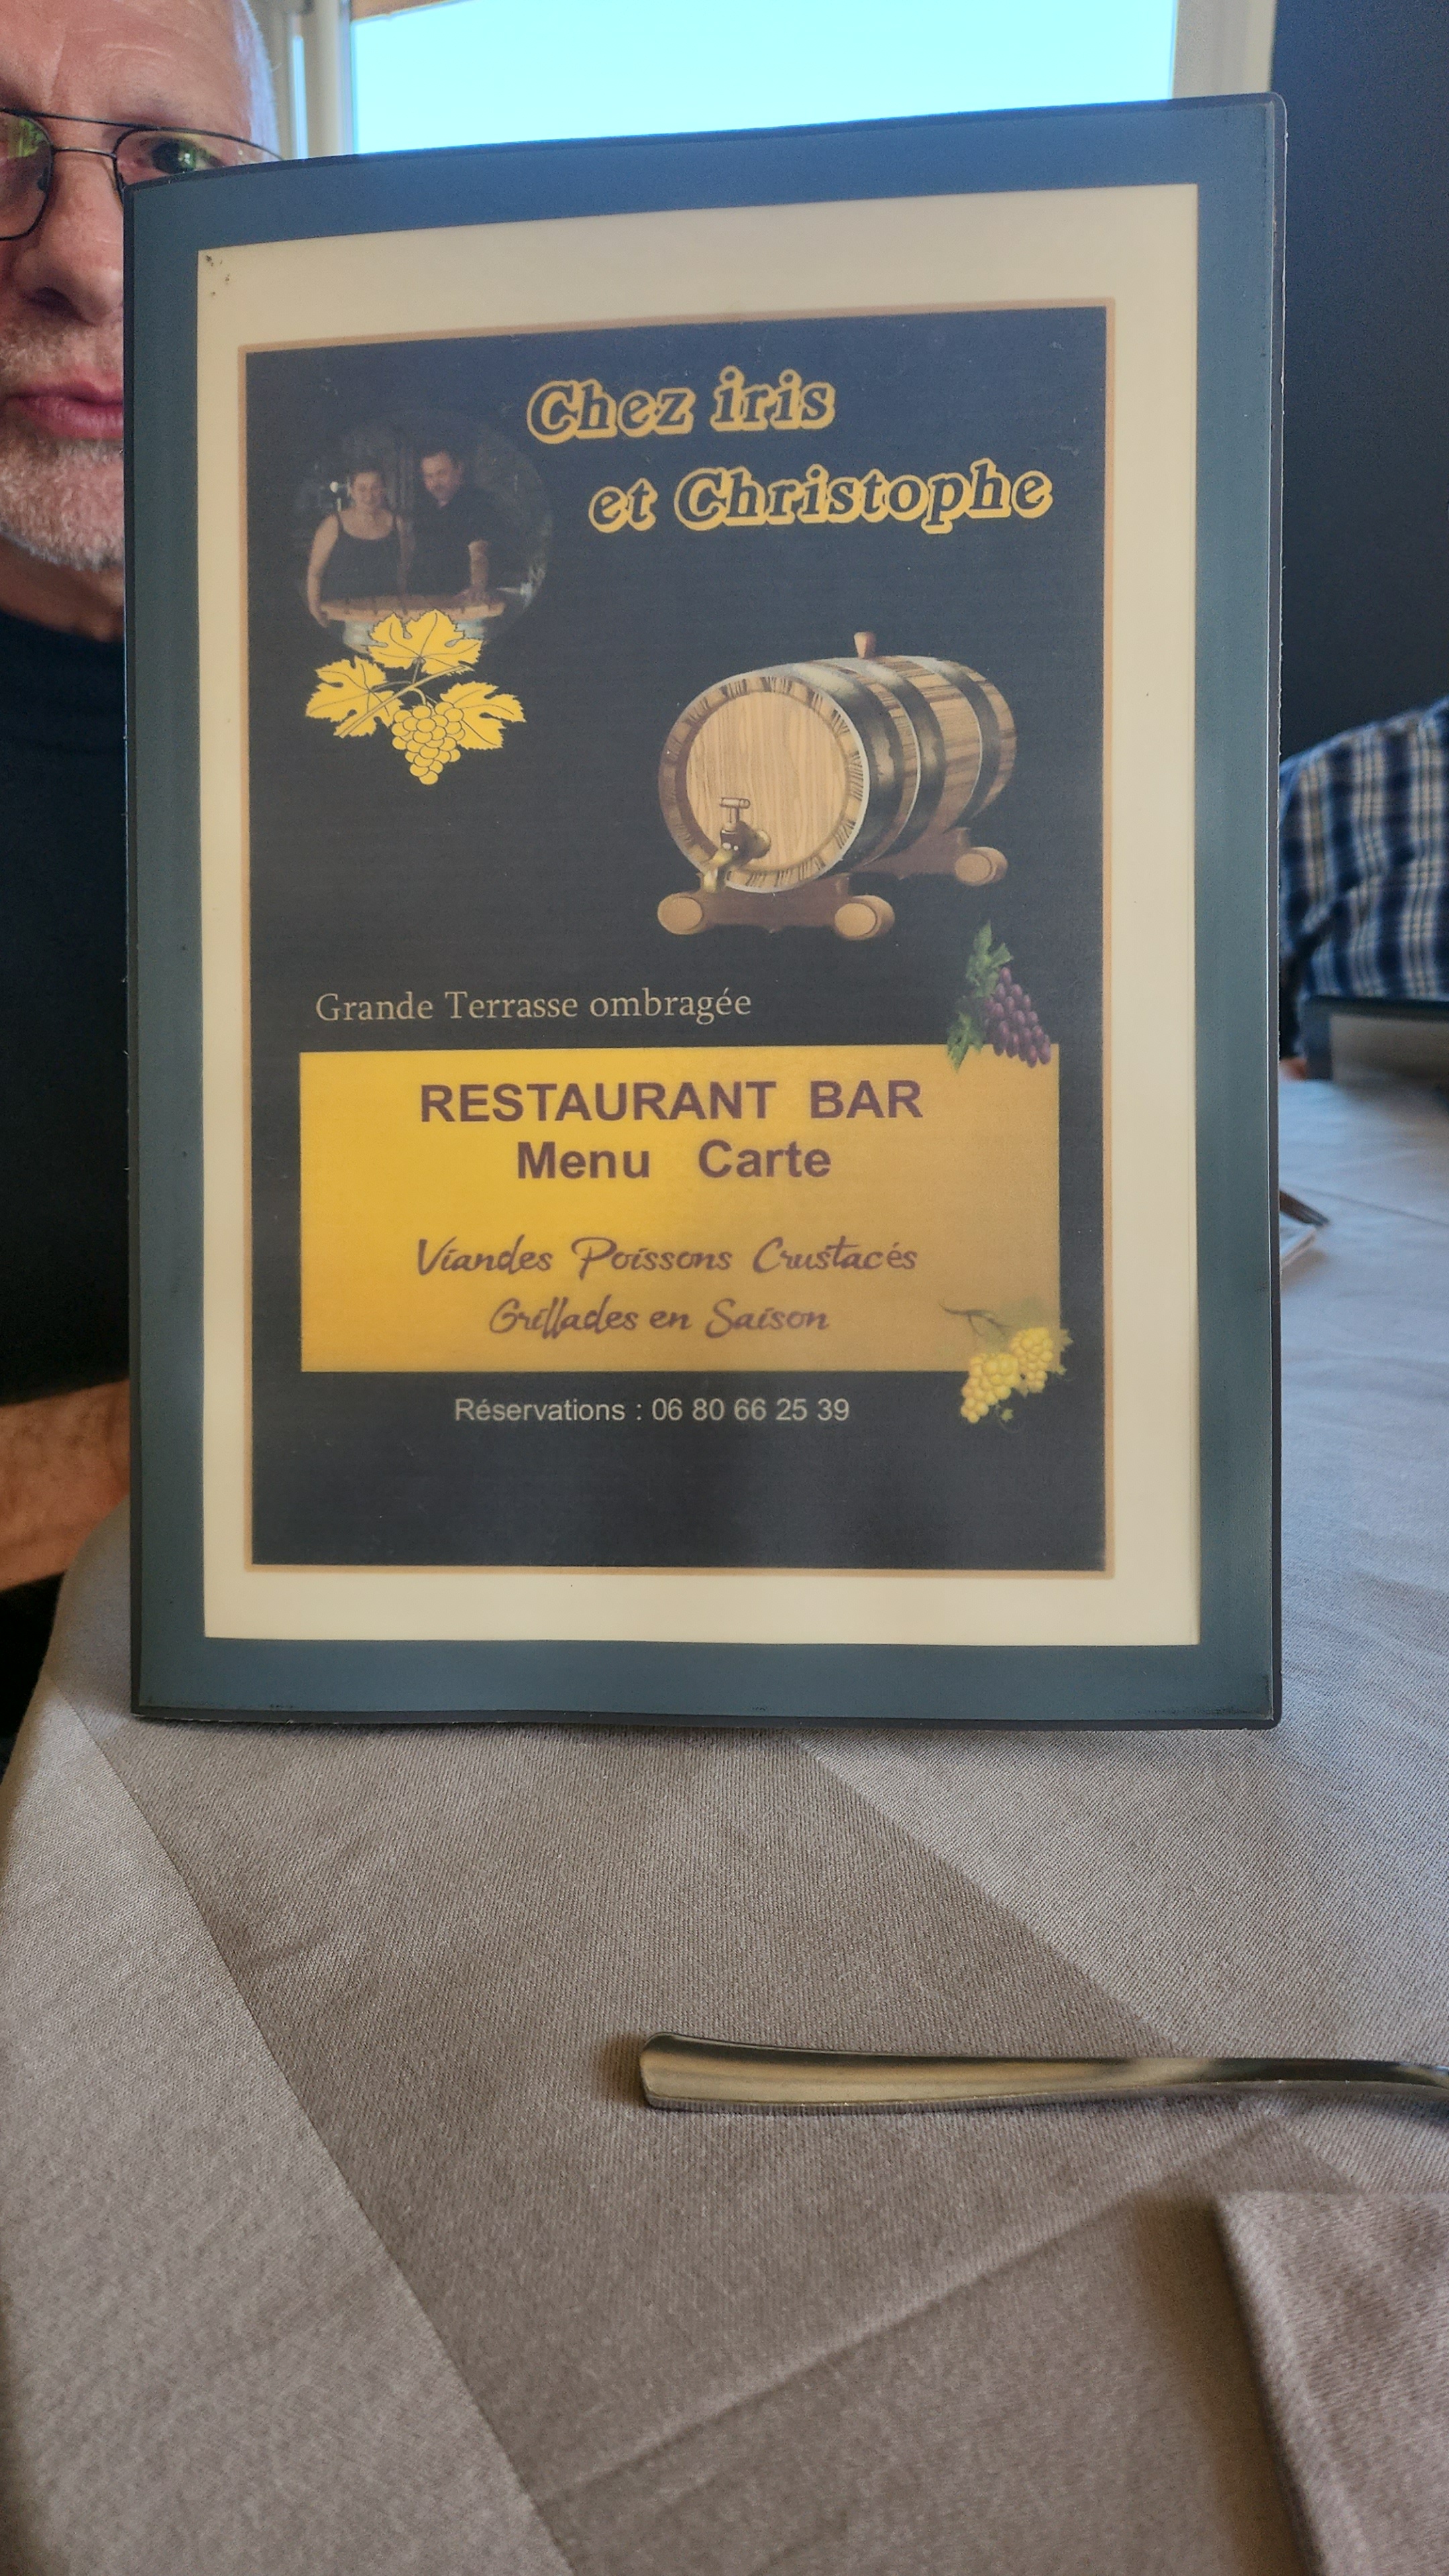 Chez iris
et Christophe
Grande Terrasse ombragée
RESTAURANT BAR
Menu Carte
Viandes Poissons Crustacés
Grillades en Saison
Réservations : 06 80 66 25 39